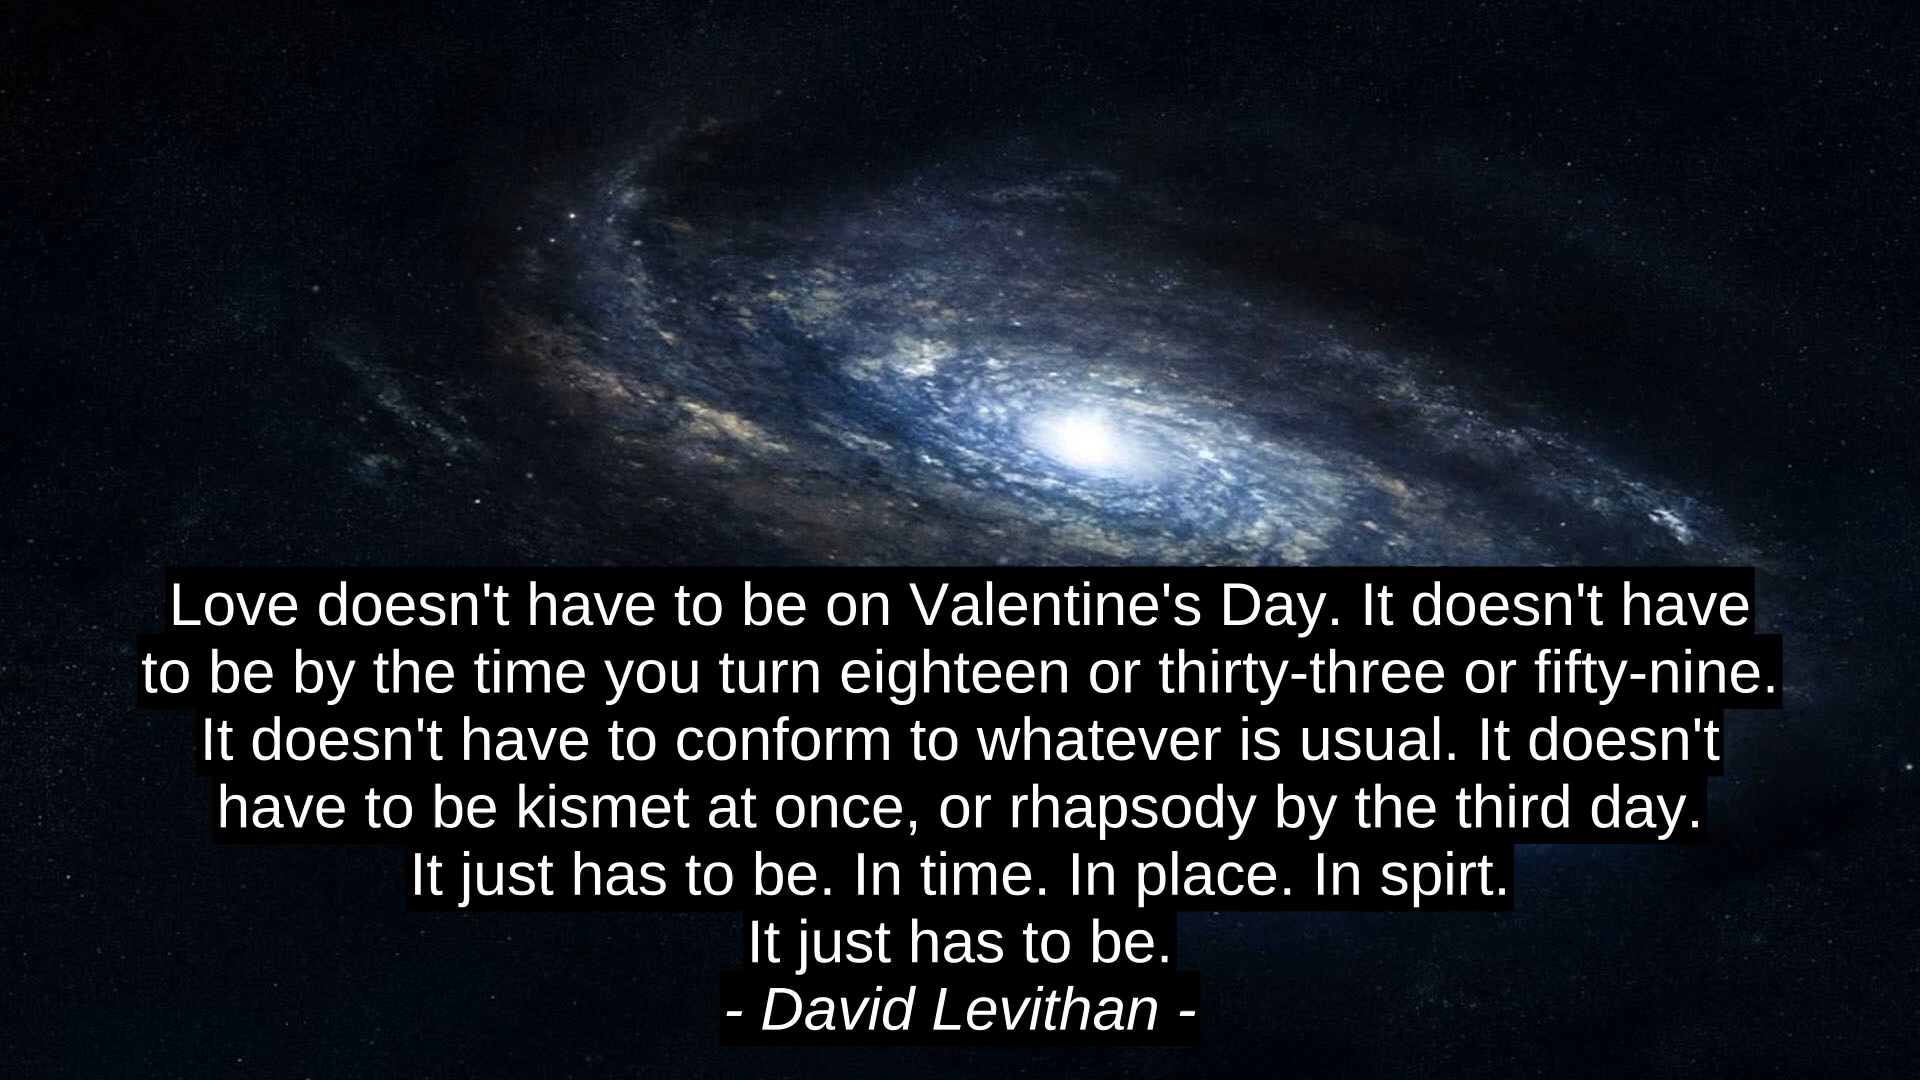 Love doesn't have to be on Valentine's Day. It doesn't have
to be by the time you turn eighteen or thirty-three or fifty-nine.
It doesn't have to conform to whatever is usual. It doesn't
have to be kismet at once, or rhapsody by the third day.
It just has to be. In time. In place. In spirt.
It just has to be.
- David Levithan -